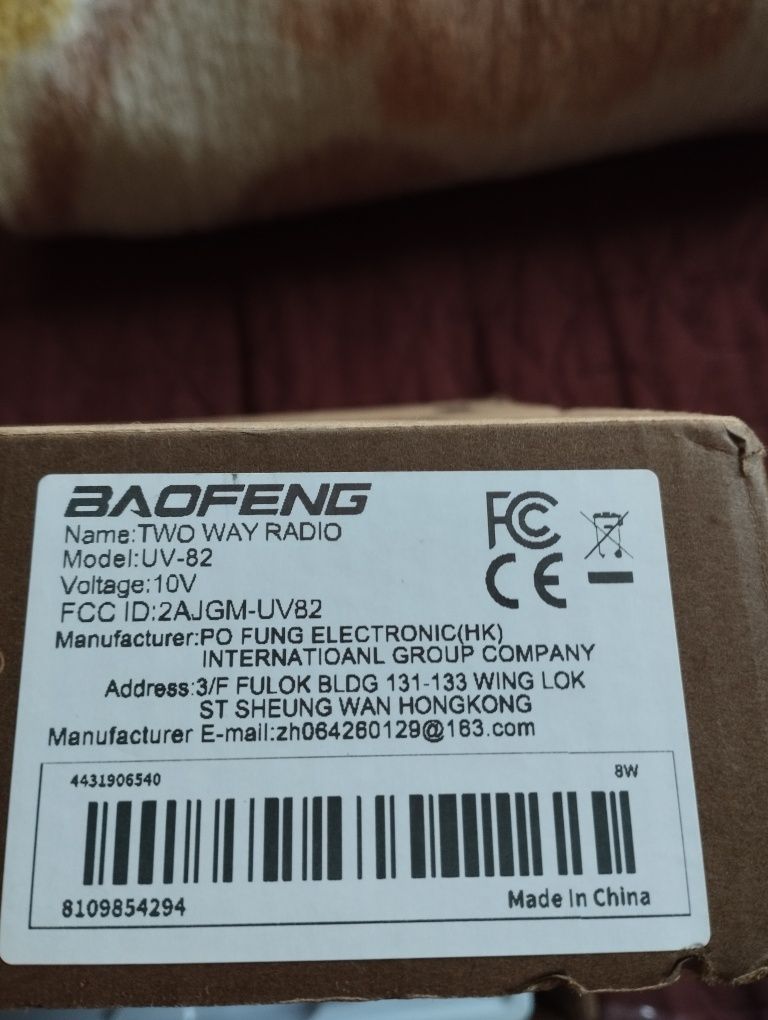 BAOFENG
Name:TWO WAY RADIO
Model:UV-82
Voltage:10V
FCC ID:2AJGM-UV82
Manufacturer:PO FUNG ELECTRONIC(HK)
INTERNATIOANL GROUP COMPANY
Address:3/F FULOK BLDG 131-133 WING LOK
ST SHEUNG WAN HONGKONG
Manufacturer E-mail:zh064260129@163.com
FC
CE
4431906540
8W
8109854294
Made In China